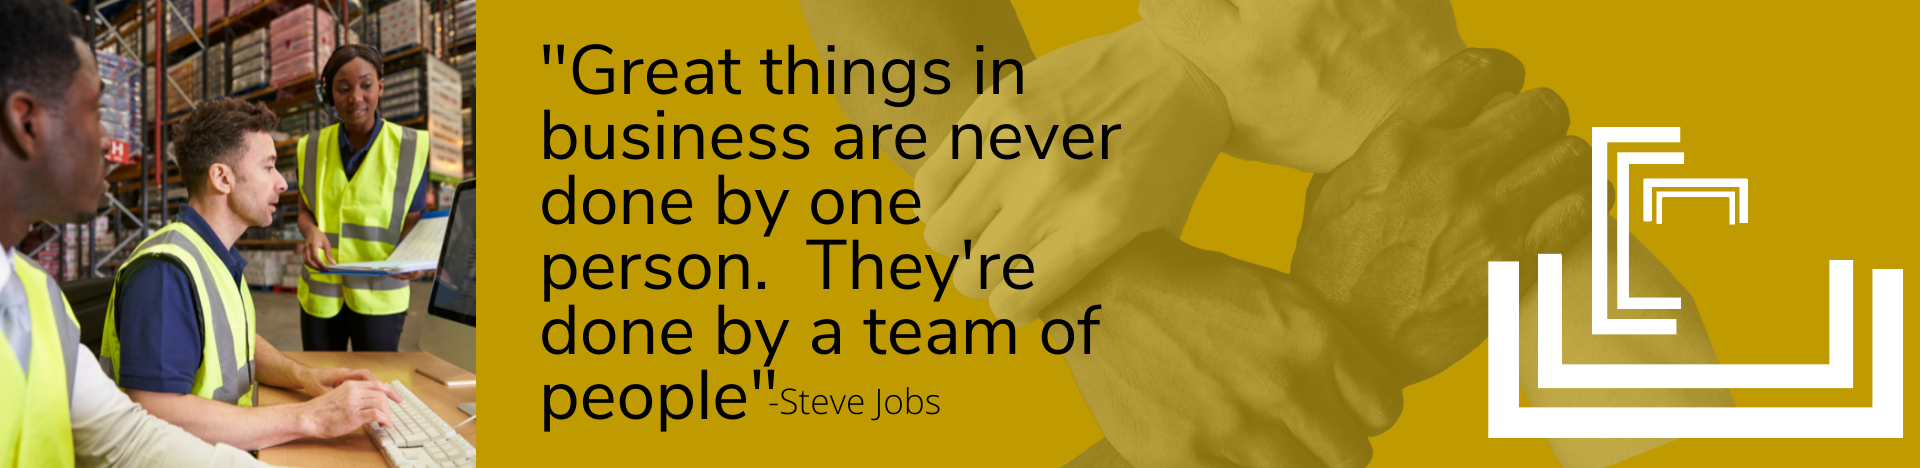 "Great things in
business are never
done by one
person.  They're
done by a team of
people"-Steve Jobs
H